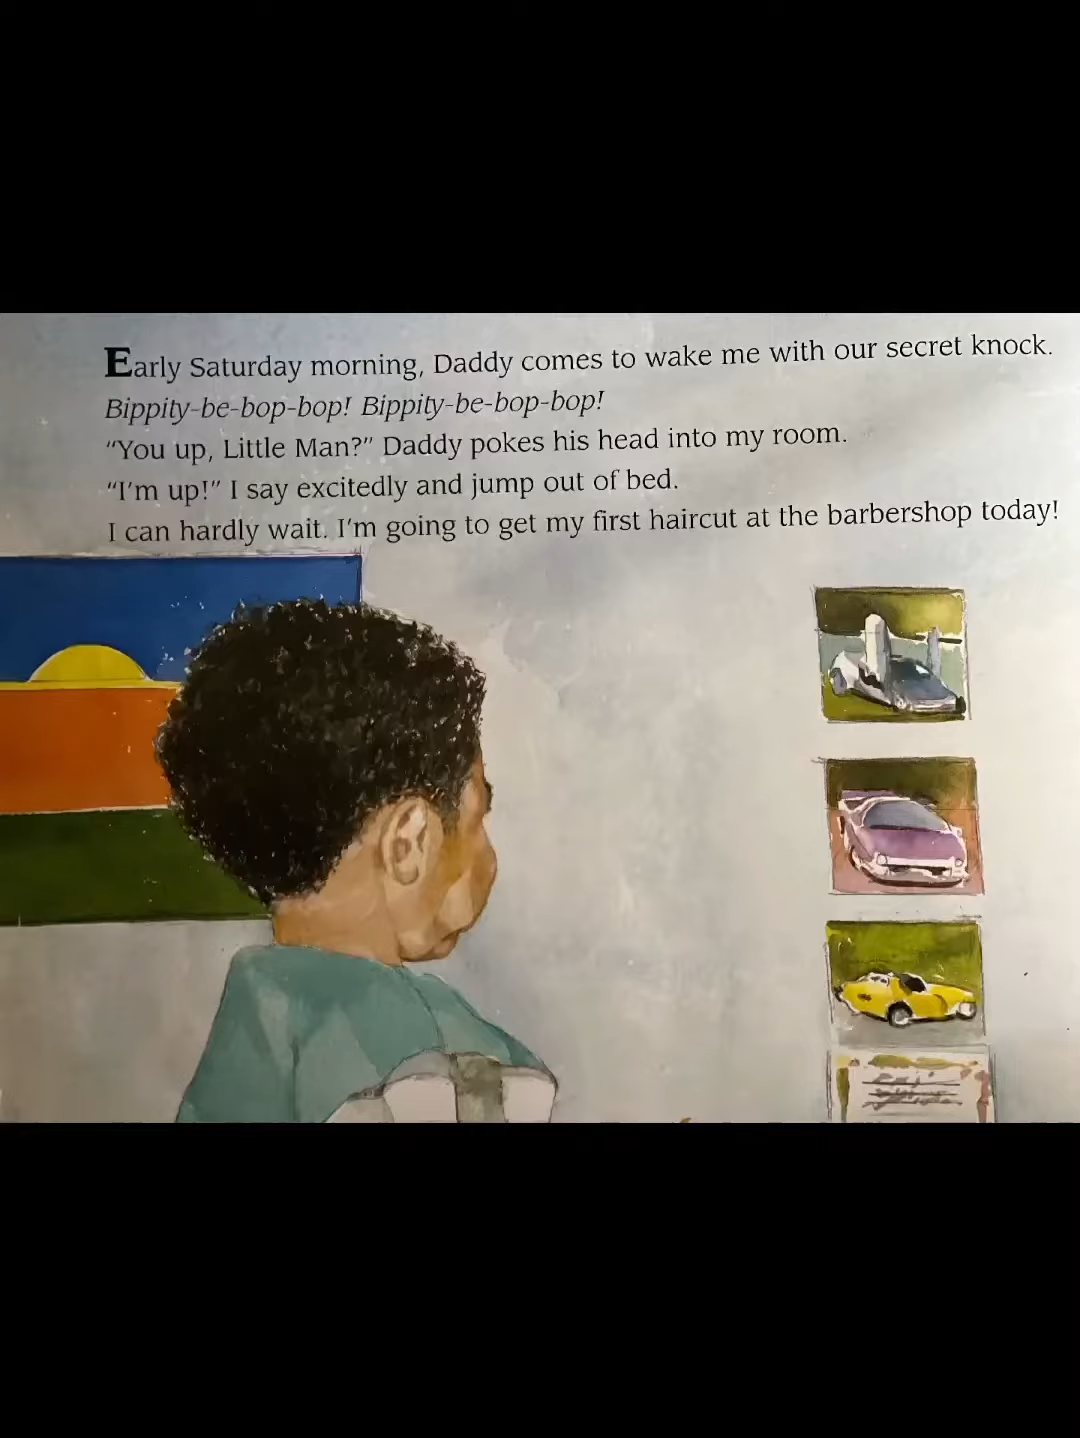 Early Saturday morning, Daddy comes to wake me with our secret knock.
Bippity-be-bop-bop! Bippity-be-bop-bop!
“You up, Little Man?” Daddy pokes his head into my room.
“I’m up!” I say excitedly and jump out of bed.
I can hardly wait. I’m going to get my first haircut at the barbershop today!